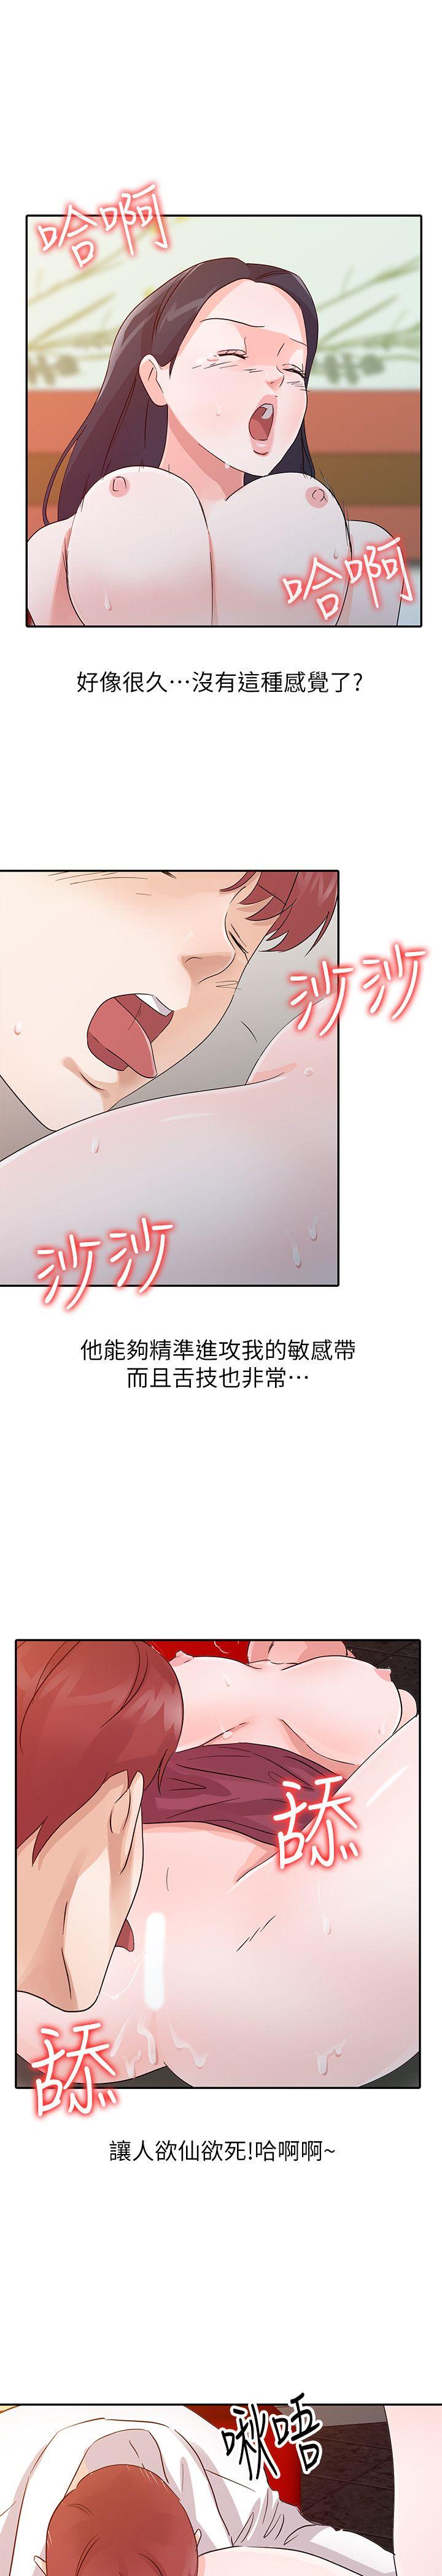 哈啊
哈啊
好像很久⋯沒有這種感覺了?
沙沙
沙沙
他能夠精準進攻我的敏感帶
而且舌技也非常⋯
舔
舔
讓人欲仙欲死!哈啊啊~
啾唔